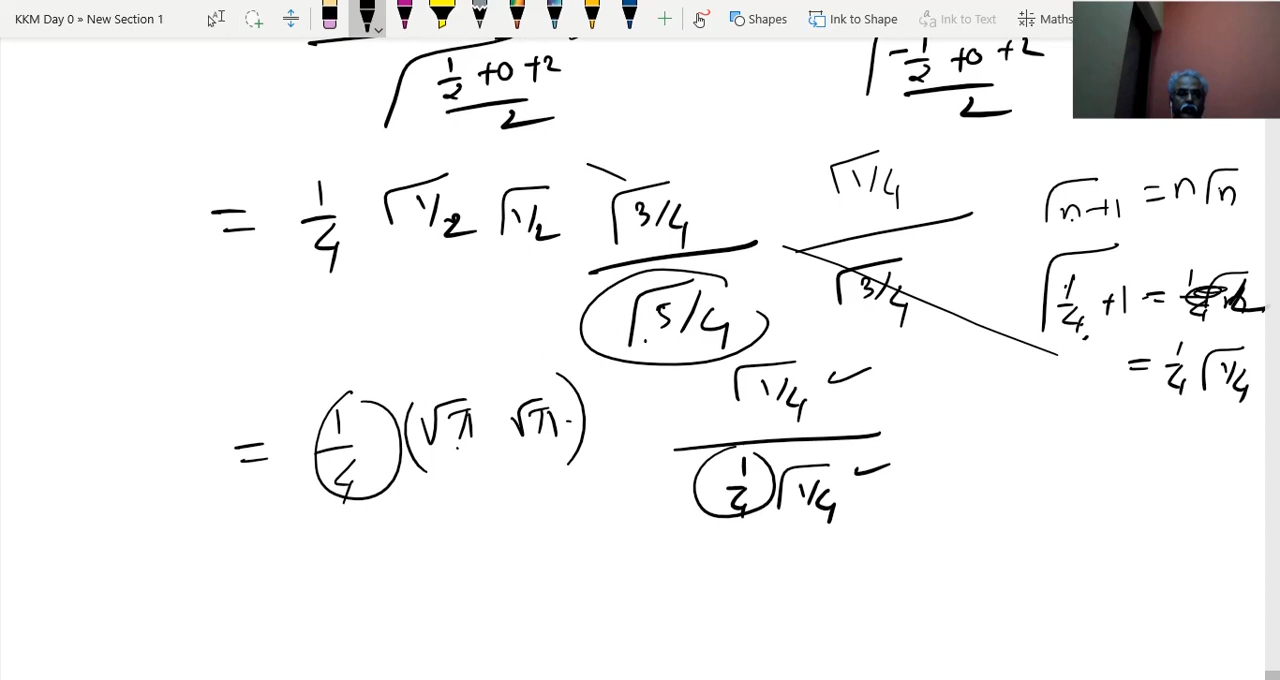 KKM Day 0 » New Section 1
Shapes Ink to Shape Ink to Text Maths
Γ (1/2 + 0 + 2)/2
Γ (-1/2 + 0 + 2)/2
= 1/4 Γ1/2 Γ1/2 Γ3/4 / Γ5/4 Γ1/4 / Γ3/4
Γn+1 = nΓn
Γ1/4 + 1 =
= 1/4 Γ1/4
= 1/4 (√π √π) Γ1/4 ✓ / 1/4 Γ1/4 ✓